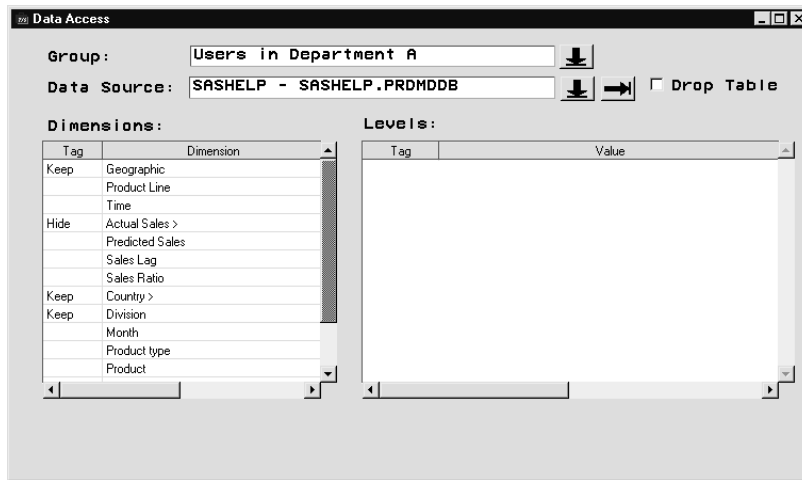 Data Access
Group: Users in Department A
Data Source: SASHELP - SASHELP.PRDMDDB Drop Table
Dimensions: Levels:
Tag Dimension Tag Value
Keep Geographic
Product Line
Time
Hide Actual Sales >
Predicted Sales
Sales Lag
Sales Ratio
Keep Country >
Keep Division
Month
Product type
Product